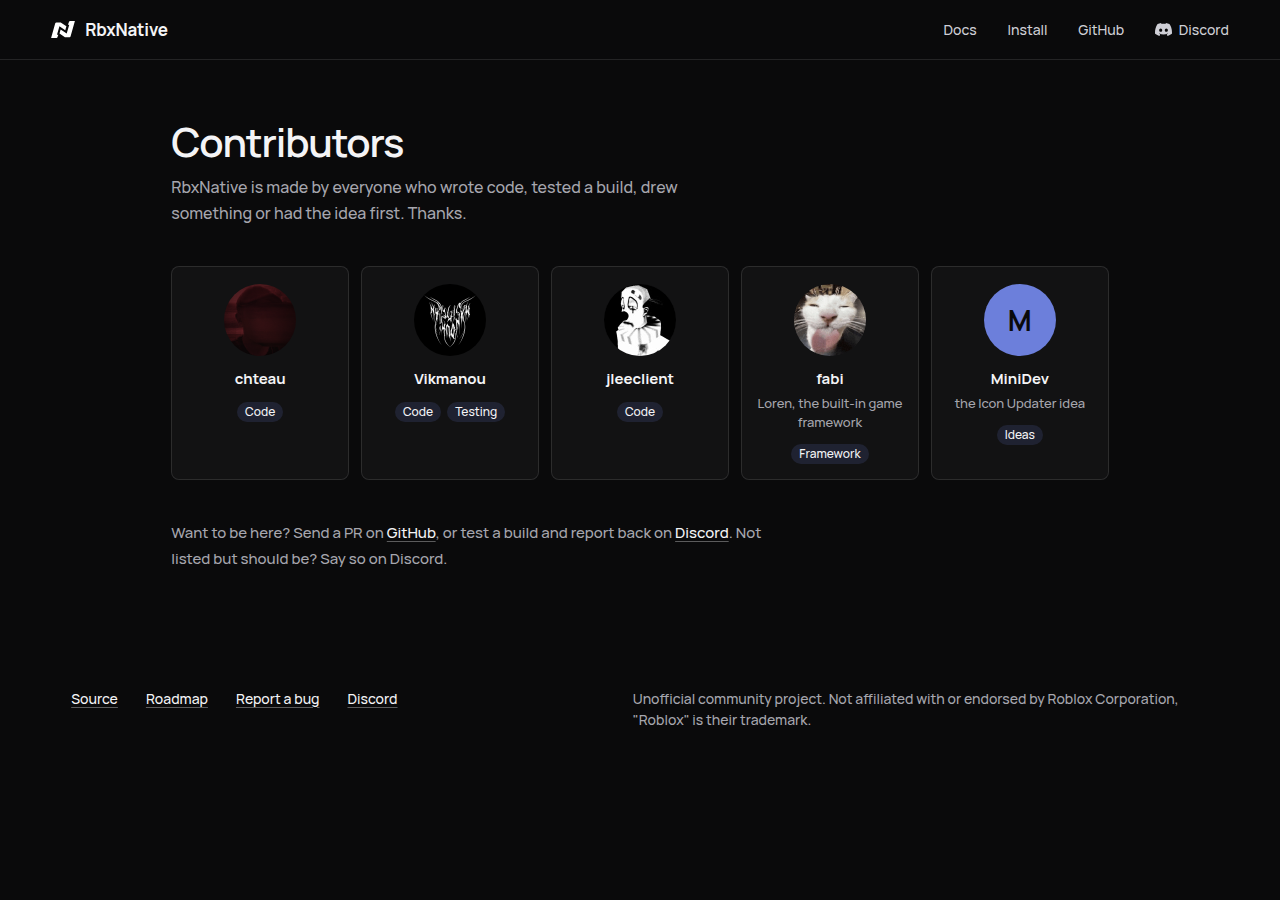 RbxNative
Docs
Install
GitHub
Discord
Contributors
RbxNative is made by everyone who wrote code, tested a build, drew
something or had the idea first. Thanks.
chteau
Code
Vikmanou
Code
Testing
jleeclient
Code
fabi
Loren, the built-in game
framework
Framework
M
MiniDev
the Icon Updater idea
Ideas
Want to be here? Send a PR on GitHub, or test a build and report back on Discord. Not
listed but should be? Say so on Discord.
Source
Roadmap
Report a bug
Discord
Unofficial community project. Not affiliated with or endorsed by Roblox Corporation,
"Roblox" is their trademark.